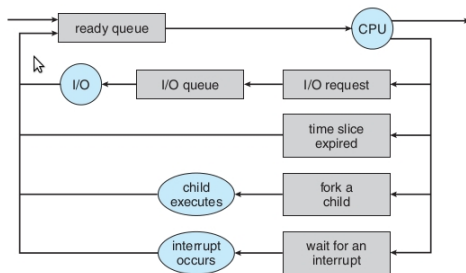 ready queue
CPU
I/O
I/O queue
I/O request
time slice
expired
child
executes
fork a
child
interrupt
occurs
wait for an
interrupt